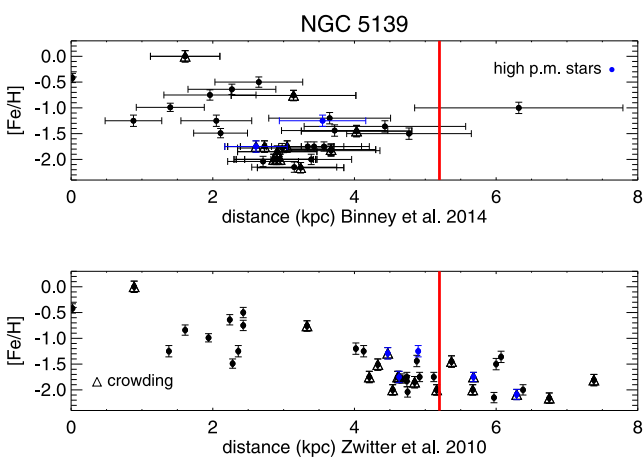 NGC 5139
[Fe/H]
0.0
-0.5
-1.0
-1.5
-2.0
high p.m. stars
0 2 4 6 8
distance (kpc) Binney et al. 2014
[Fe/H]
0.0
-0.5
-1.0
-1.5
-2.0
crowding
0 2 4 6 8
distance (kpc) Zwitter et al. 2010